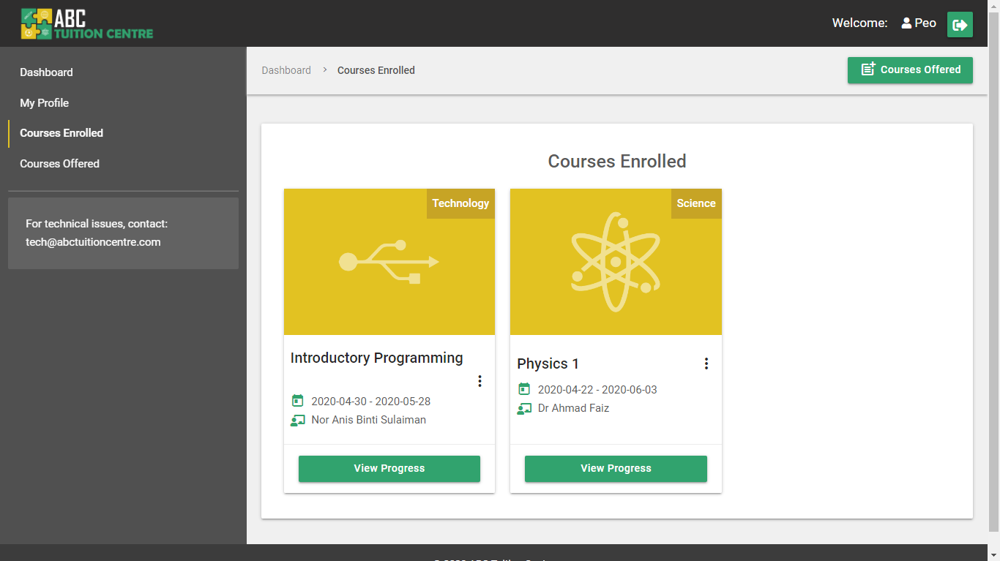 ABC
TUITION CENTRE
Welcome: Peo
Dashboard
My Profile
Courses Enrolled
Courses Offered
For technical issues, contact:
tech@abctuitioncentre.com
Dashboard > Courses Enrolled
Courses Offered
Courses Enrolled
Technology
Introductory Programming
2020-04-30 - 2020-05-28
Nor Anis Binti Sulaiman
View Progress
Science
Physics 1
2020-04-22 - 2020-06-03
Dr Ahmad Faiz
View Progress